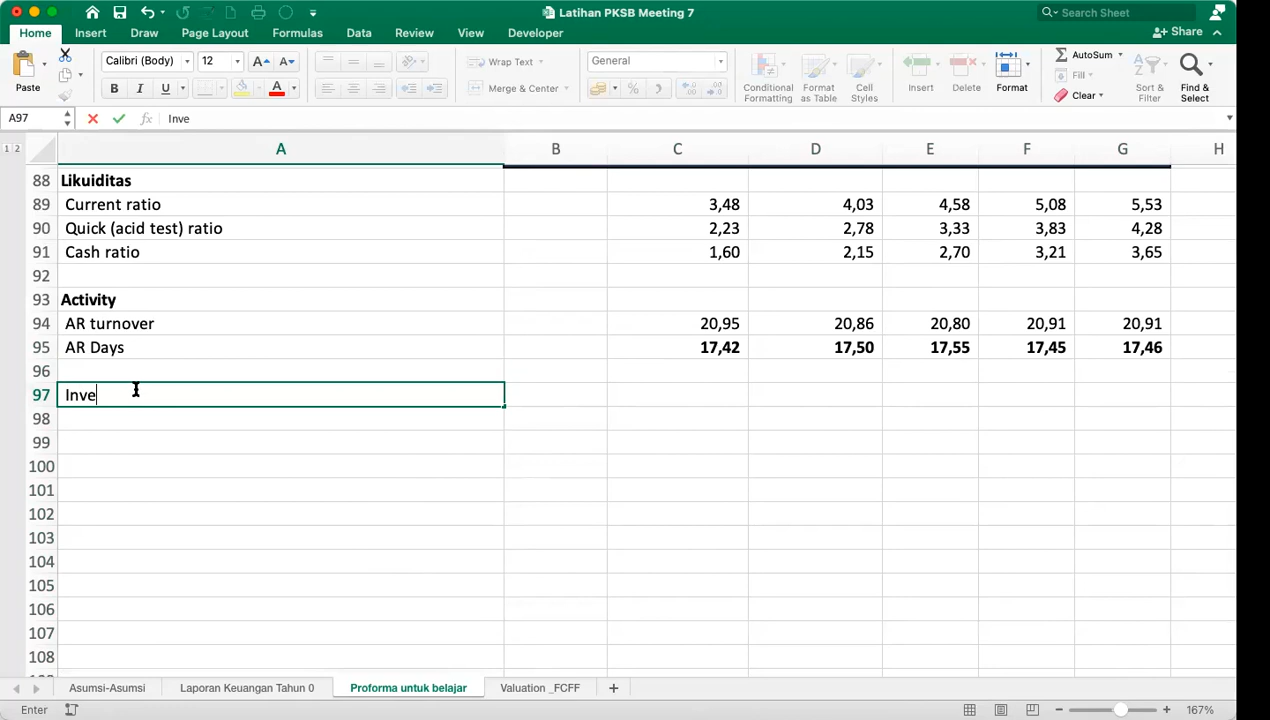 Latihan PKSB Meeting 7
Search Sheet
Home Insert Draw Page Layout Formulas Data Review View Developer
Share
Paste
Calibri (Body) 12
A A
B I U
A
Wrap Text
Merge & Center
General
%
Conditional Formatting
Format as Table
Cell Styles
Insert
Delete
Format
AutoSum
Fill
Clear
Sort & Filter
Find & Select
A97 fx Inve
1 2 A B C D E F G H
88 Likuiditas
89 Current ratio 3,48 4,03 4,58 5,08 5,53
90 Quick (acid test) ratio 2,23 2,78 3,33 3,83 4,28
91 Cash ratio 1,60 2,15 2,70 3,21 3,65
92
93 Activity
94 AR turnover 20,95 20,86 20,80 20,91 20,91
95 AR Days 17,42 17,50 17,55 17,45 17,46
96
97 Inve
98
99
100
101
102
103
104
105
106
107
108
Asumsi-Asumsi Laporan Keuangan Tahun 0 Proforma untuk belajar Valuation _FCFF
Enter 167%